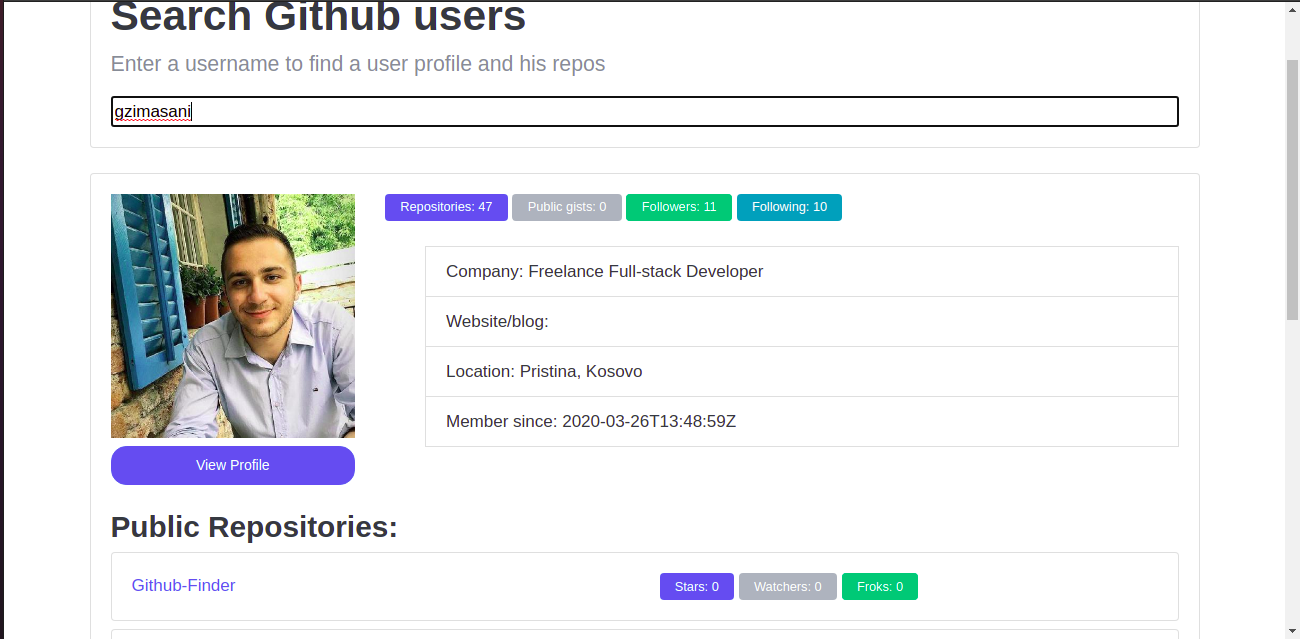 Search Github users
Enter a username to find a user profile and his repos
gzimasani
Repositories: 47 Public gists: 0 Followers: 11 Following: 10
Company: Freelance Full-stack Developer
Website/blog:
Location: Pristina, Kosovo
Member since: 2020-03-26T13:48:59Z
View Profile
Public Repositories:
Github-Finder Stars: 0 Watchers: 0 Froks: 0